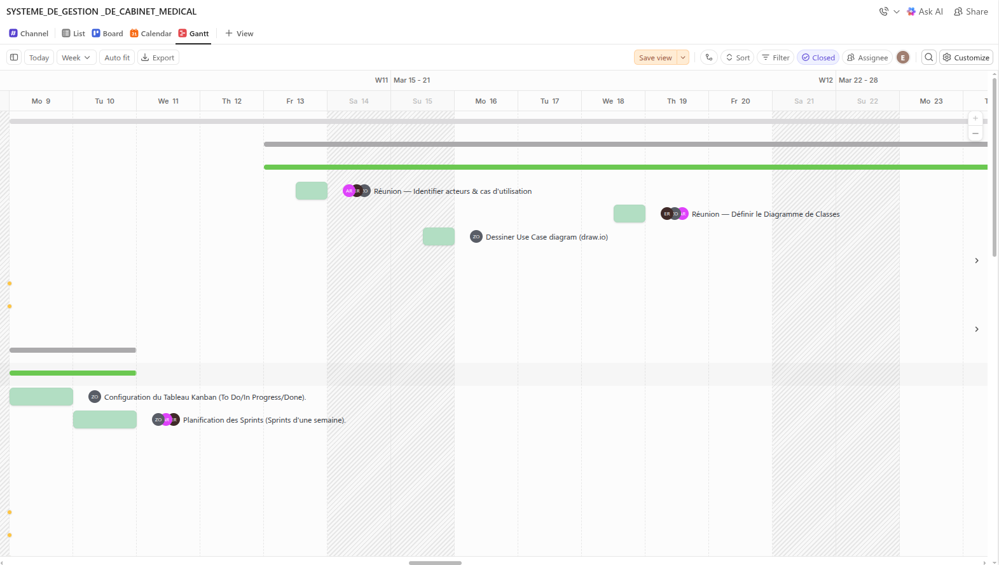 SYSTEME_DE_GESTION _DE_CABINET_MEDICAL
Ask AI Share
Channel List Board 31 Calendar Gantt + View
Today Week Auto fit Export Save view Sort Filter Closed Assignee E Customize
W11 Mar 15 - 21 W12 Mar 22 - 28
Mo 9 Tu 10 We 11 Th 12 Fr 13 Sa 14 Su 15 Mo 16 Tu 17 We 18 Th 19 Fr 20 Sa 21 Su 22 Mo 23
AR ER ZO Réunion — Identifier acteurs & cas d'utilisation
ER ZO AR Réunion — Définir le Diagramme de Classes
ZO Dessiner Use Case diagram (draw.io)
ZO Configuration du Tableau Kanban (To Do/In Progress/Done).
ZO AR ER Planification des Sprints (Sprints d'une semaine).